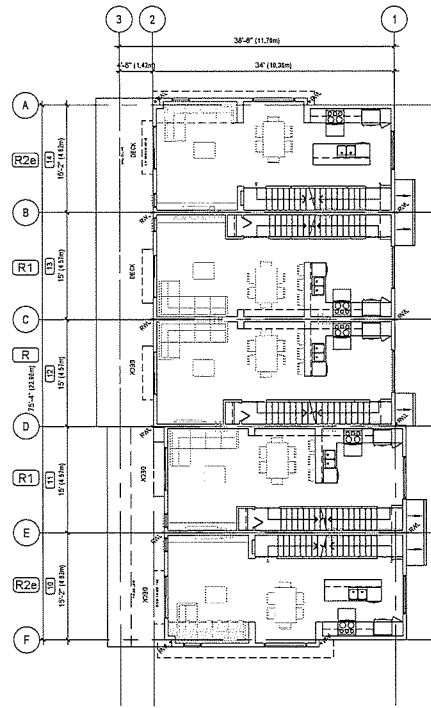 3 2 1
38'-8" (11,79m)
4'-8" (1,42m) 34' (10,36m)
A
R2e 14 15'-2" (4 62m) DECK
B
R1 13 15' (4 57m) DECK
C
R 12 15' (4 57m) DECK
75'-4" (22,96m)
D
R1 11 15' (4 57m) DECK
E
R2e 10 15'-2" (4 62m) DECK
F